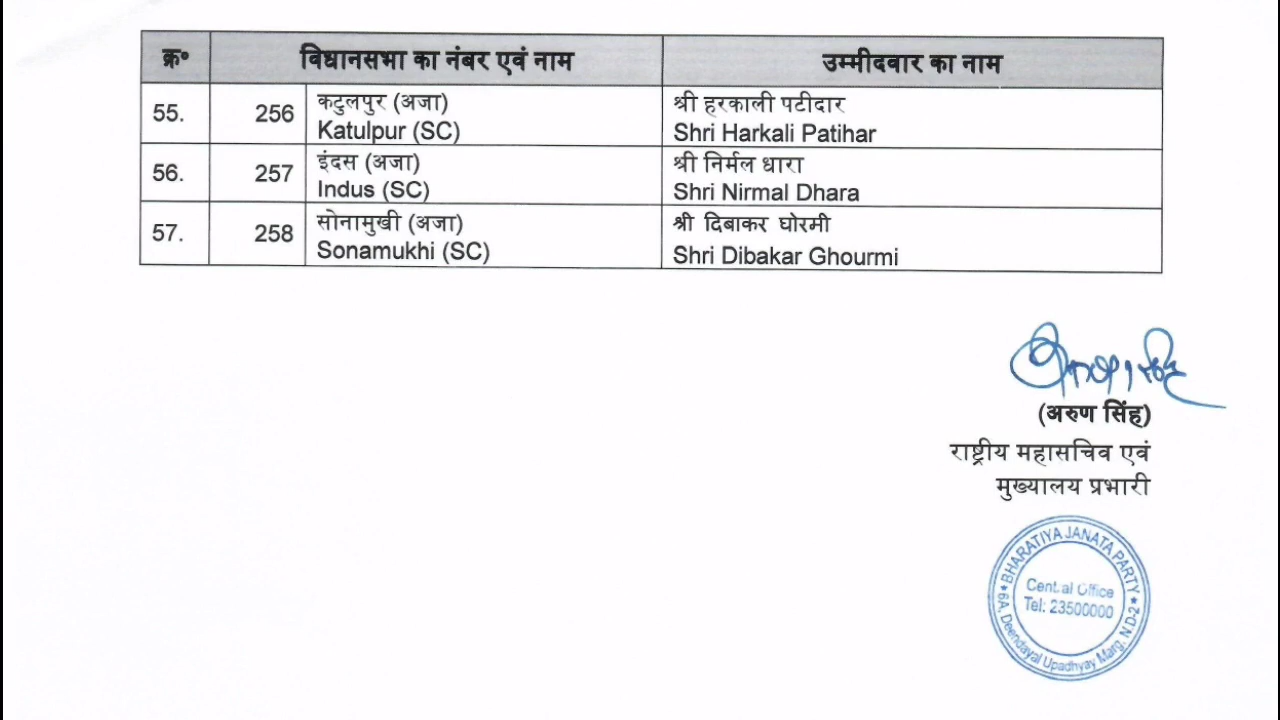 क्र॰ विधानसभा का नंबर एवं नाम उम्मीदवार का नाम
55. 256 कटुलपुर (अजा) श्री हरकाली पटीदार
Katulpur (SC) Shri Harkali Patihar
56. 257 इंदस (अजा) श्री निर्मल धारा
Indus (SC) Shri Nirmal Dhara
57. 258 सोनामुखी (अजा) श्री दिबाकर घोरमी
Sonamukhi (SC) Shri Dibakar Ghourmi
(अरुण सिंह)
राष्ट्रीय महासचिव एवं
मुख्यालय प्रभारी
BHARATIYA JANATA PARTY
Central Office
Tel: 23500000
6A, Deendayal Upadhyay Marg, N.D-2